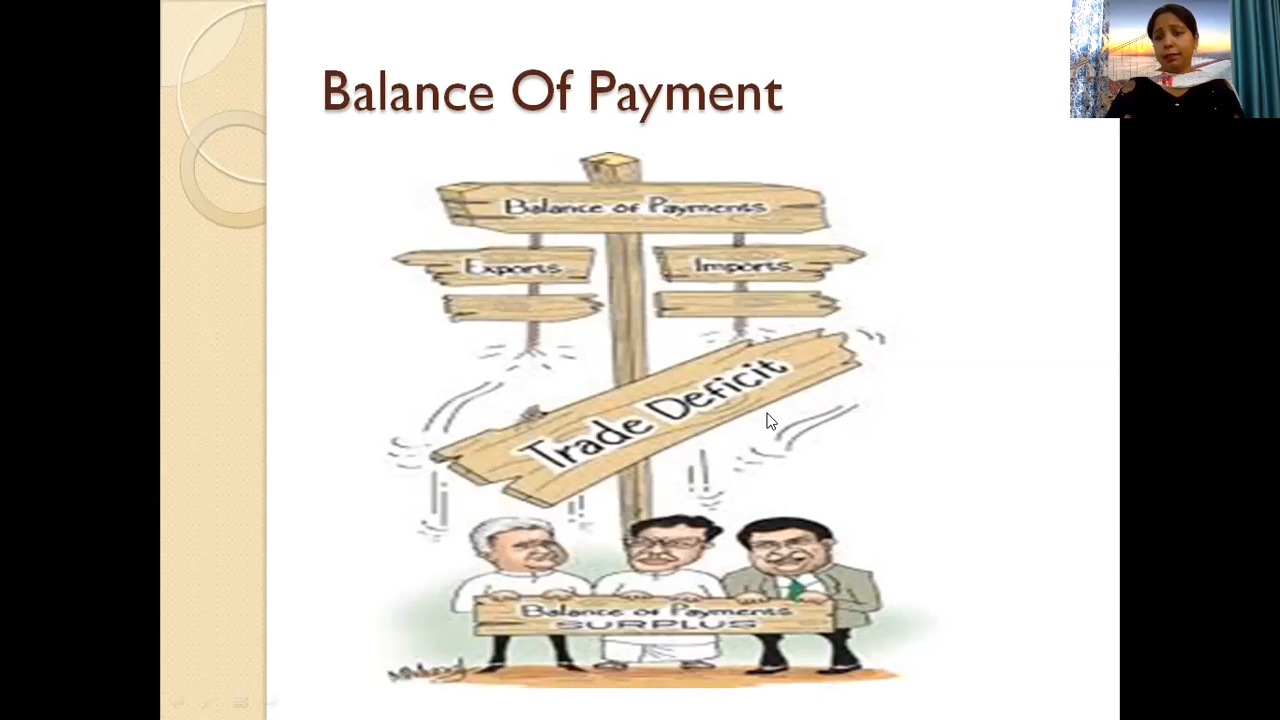 Balance Of Payment
Balance of Payments
Exports
Imports
Trade Deficit
Balance of Payments
SURPLUS